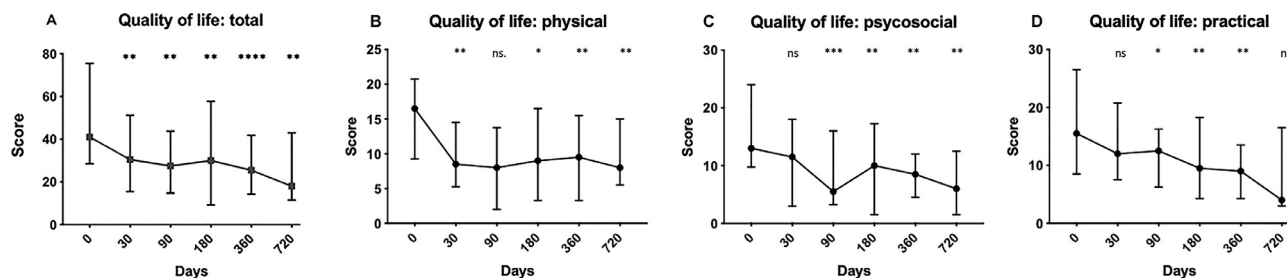 A Quality of life: total
** ** ** **** **
80
60
40
20
0
Score
0 30 90 180 360 720
Days
B Quality of life: physical
** ns. * ** **
25
20
15
10
5
0
Score
0 30 90 180 360 720
Days
C Quality of life: psycosocial
ns *** ** ** **
30
20
10
0
Score
0 30 90 180 360 720
Days
D Quality of life: practical
ns * ** ** n
30
20
10
0
Score
0 30 90 180 360 720
Days